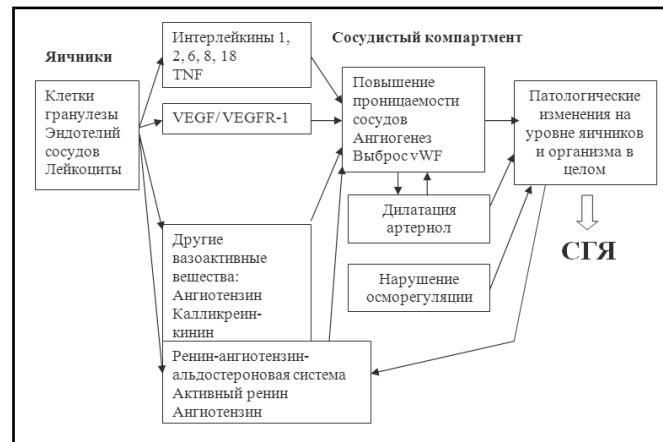 Яичники
Клетки
гранулезы
Эндотелий
сосудов
Лейкоциты
Интерлейкины 1,
2, 6, 8, 18
TNF
VEGF/VEGFR-1
Другие
вазоактивные
вещества:
Ангиотензин
Калликреин-
кинин
Ренин-ангиотензин-
альдостероновая система
Активный ренин
Ангиотензин
Сосудистый компартмент
Повышение
проницаемости
сосудов
Ангиогенез
Выброс vWF
Дилатация
артериол
Нарушение
осморегуляции
Патологические
изменения на
уровне яичников
и организма в
целом
СГЯ